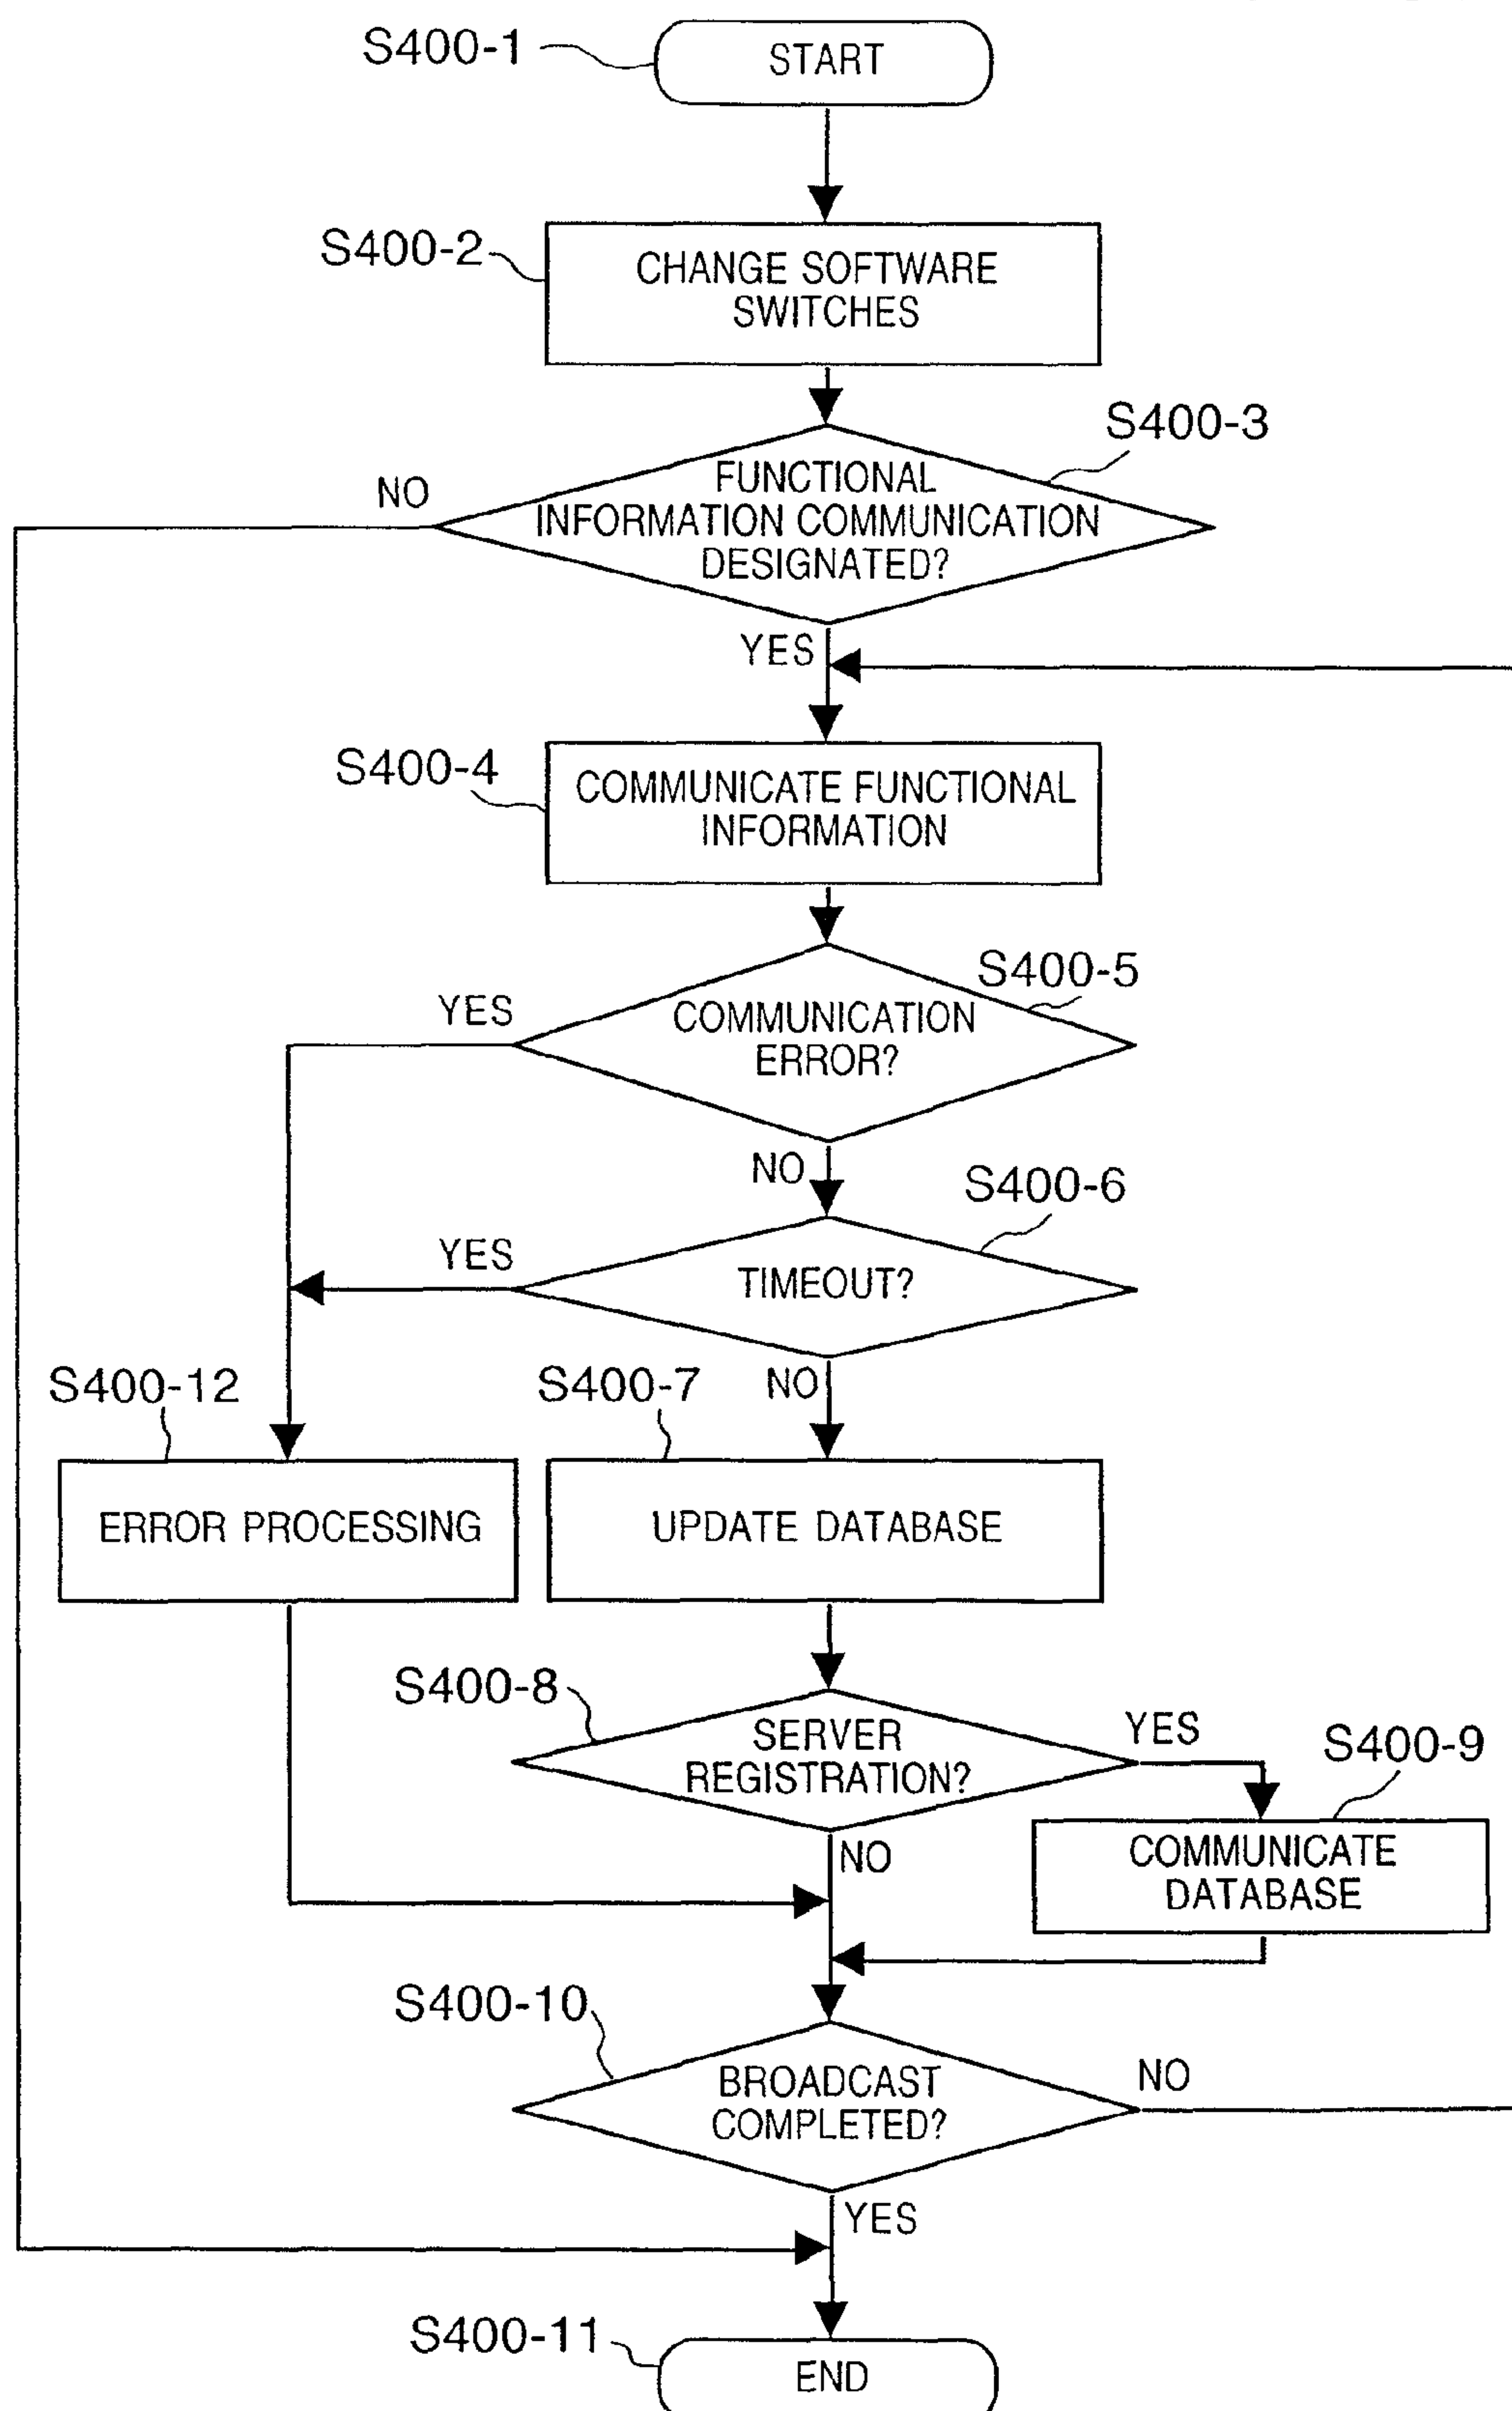 S400-1
START
S400-2
CHANGE SOFTWARE
SWITCHES
S400-3
NO
FUNCTIONAL
INFORMATION COMMUNICATION
DESIGNATED?
YES
S400-4
COMMUNICATE FUNCTIONAL
INFORMATION
S400-5
YES
COMMUNICATION
ERROR?
NO
S400-6
YES
TIMEOUT?
S400-12
S400-7
NO
ERROR PROCESSING
UPDATE DATABASE
S400-8
SERVER
REGISTRATION?
YES
S400-9
NO
COMMUNICATE
DATABASE
S400-10
BROADCAST
COMPLETED?
NO
YES
S400-11
END